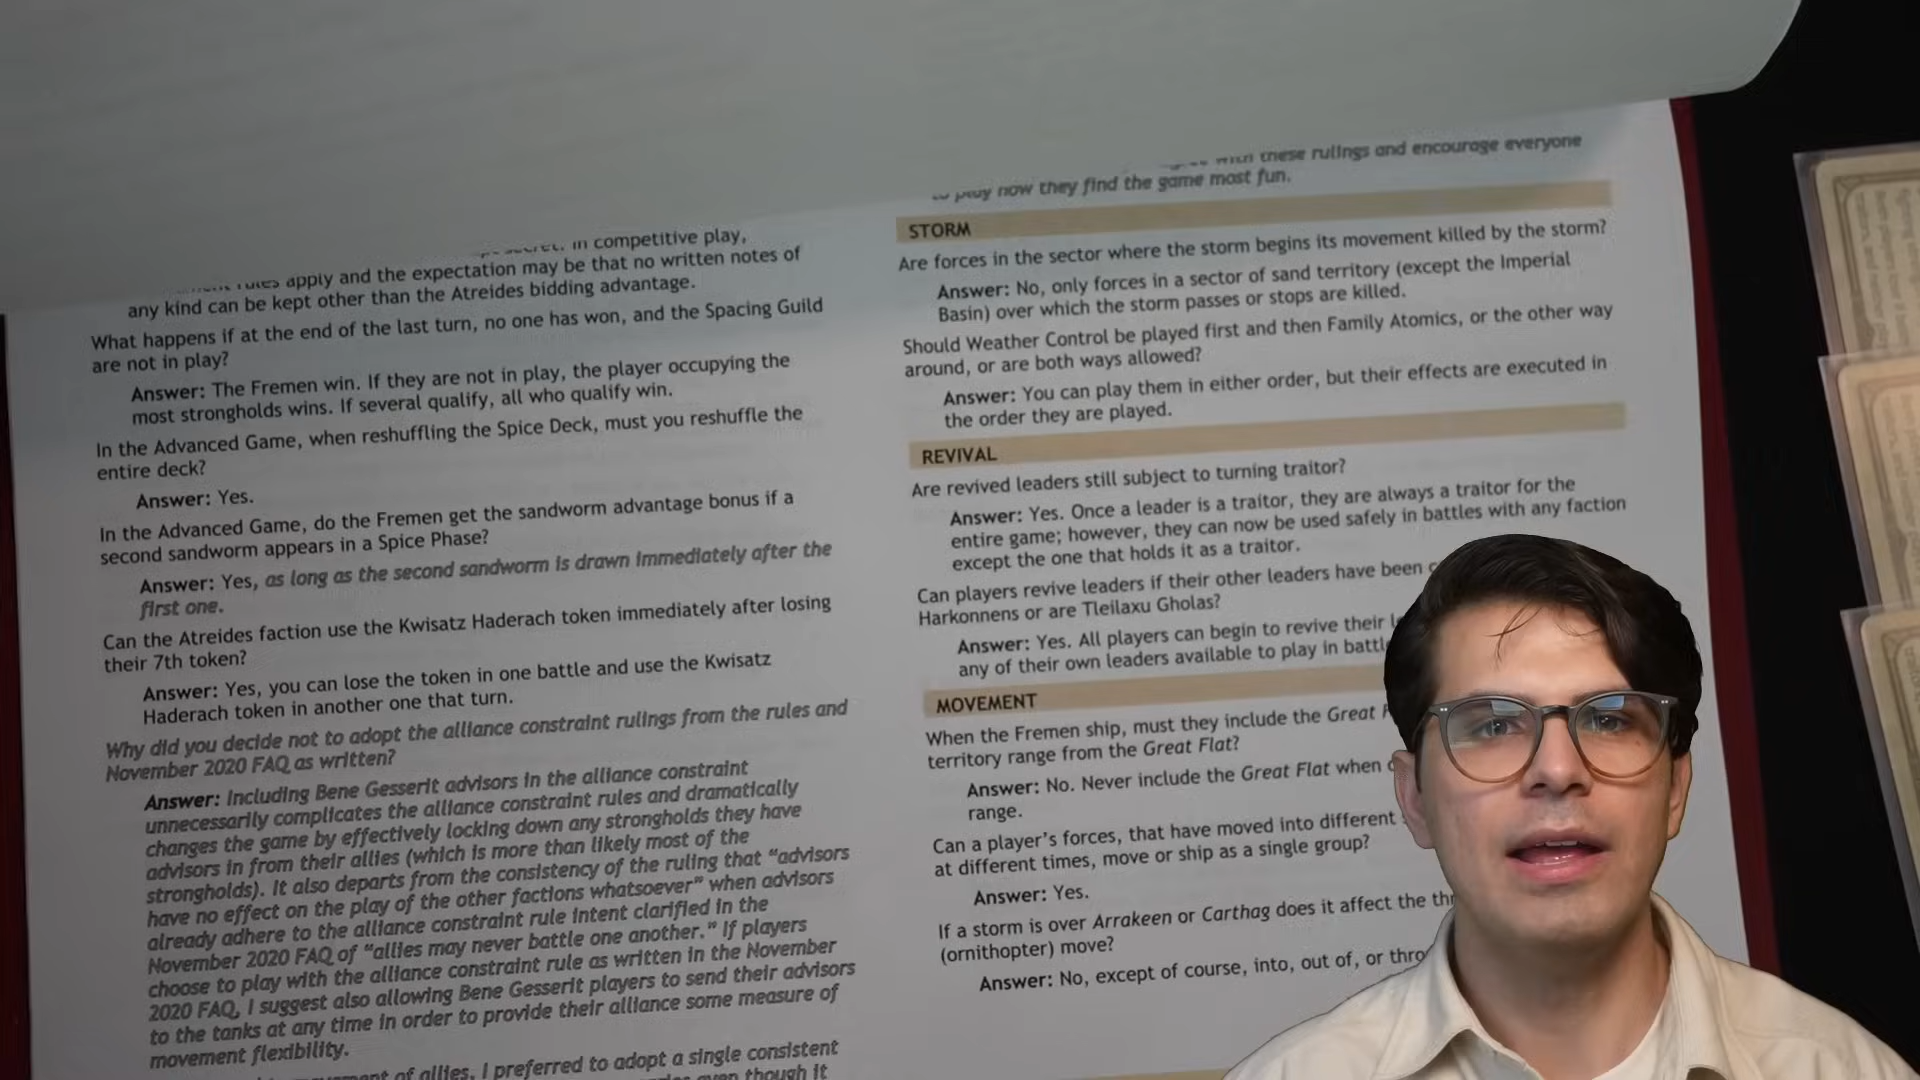 in competitive play,
rules apply and the expectation may be that no written notes of
any kind can be kept other than the Atreides bidding advantage.
What happens if at the end of the last turn, no one has won, and the Spacing Guild
are not in play?
Answer: The Fremen win. If they are not in play, the player occupying the
most strongholds wins. If several qualify, all who qualify win.
In the Advanced Game, when reshuffling the Spice Deck, must you reshuffle the
entire deck?
Answer: Yes.
In the Advanced Game, do the Fremen get the sandworm advantage bonus if a
second sandworm appears in a Spice Phase?
Answer: Yes, as long as the second sandworm is drawn immediately after the
first one.
Can the Atreides faction use the Kwisatz Haderach token immediately after losing
their 7th token?
Answer: Yes, you can lose the token in one battle and use the Kwisatz
Haderach token in another one that turn.
Why did you decide not to adopt the alliance constraint rulings from the rules and
November 2020 FAQ as written?
Answer: Including Bene Gesserit advisors in the alliance constraint
unnecessarily complicates the alliance constraint rules and dramatically
changes the game by effectively locking down any strongholds they have
advisors in from their allies (which is more than likely most of the
strongholds). It also departs from the consistency of the ruling that "advisors
have no effect on the play of the other factions whatsoever" when advisors
already adhere to the alliance constraint rule intent clarified in the
November 2020 FAQ of "allies may never battle one another." If players
choose to play with the alliance constraint rule as written in the November
2020 FAQ, I suggest also allowing Bene Gesserit players to send their advisors
to the tanks at any time in order to provide their alliance some measure of
movement flexibility.
of allies, I preferred to adopt a single consistent
even though it
with these rulings and encourage everyone
to play how they find the game most fun.
STORM
Are forces in the sector where the storm begins its movement killed by the storm?
Answer: No, only forces in a sector of sand territory (except the Imperial
Basin) over which the storm passes or stops are killed.
Should Weather Control be played first and then Family Atomics, or the other way
around, or are both ways allowed?
Answer: You can play them in either order, but their effects are executed in
the order they are played.
REVIVAL
Are revived leaders still subject to turning traitor?
Answer: Yes. Once a leader is a traitor, they are always a traitor for the
entire game; however, they can now be used safely in battles with any faction
except the one that holds it as a traitor.
Can players revive leaders if their other leaders have been
Harkonnens or are Tleilaxu Gholas?
Answer: Yes. All players can begin to revive their
any of their own leaders available to play in
MOVEMENT
When the Fremen ship, must they include the Great
territory range from the Great Flat?
Answer: No. Never include the Great Flat when
range.
Can a player's forces, that have moved into different
at different times, move or ship as a single group?
Answer: Yes.
If a storm is over Arrakeen or Carthag does it affect the
(ornithopter) move?
Answer: No, except of course, into, out of, or